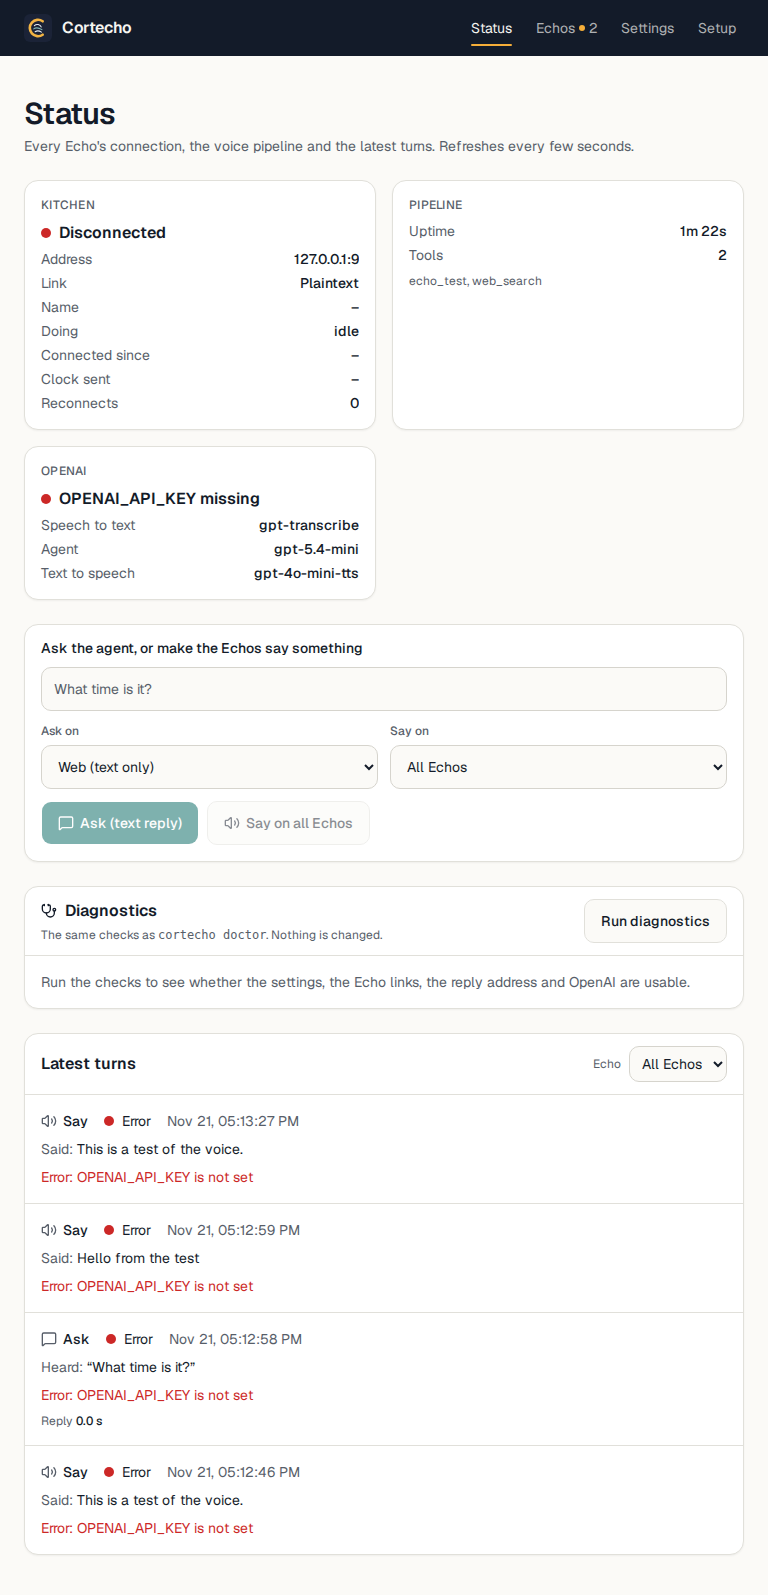 Cortecho
Status Echos 2 Settings Setup
Status
Every Echo's connection, the voice pipeline and the latest turns. Refreshes every few seconds.
KITCHEN
Disconnected
Address 127.0.0.1:9
Link Plaintext
Name –
Doing idle
Connected since –
Clock sent –
Reconnects 0
PIPELINE
Uptime 1m 22s
Tools 2
echo_test, web_search
OPENAI
OPENAI_API_KEY missing
Speech to text gpt-transcribe
Agent gpt-5.4-mini
Text to speech gpt-4o-mini-tts
Ask the agent, or make the Echos say something
What time is it?
Ask on Say on
Web (text only) All Echos
Ask (text reply) Say on all Echos
Diagnostics
The same checks as cortecho doctor. Nothing is changed.
Run diagnostics
Run the checks to see whether the settings, the Echo links, the reply address and OpenAI are usable.
Latest turns Echo All Echos
Say Error Nov 21, 05:13:27 PM
Said: This is a test of the voice.
Error: OPENAI_API_KEY is not set
Say Error Nov 21, 05:12:59 PM
Said: Hello from the test
Error: OPENAI_API_KEY is not set
Ask Error Nov 21, 05:12:58 PM
Heard: “What time is it?”
Error: OPENAI_API_KEY is not set
Reply 0.0 s
Say Error Nov 21, 05:12:46 PM
Said: This is a test of the voice.
Error: OPENAI_API_KEY is not set